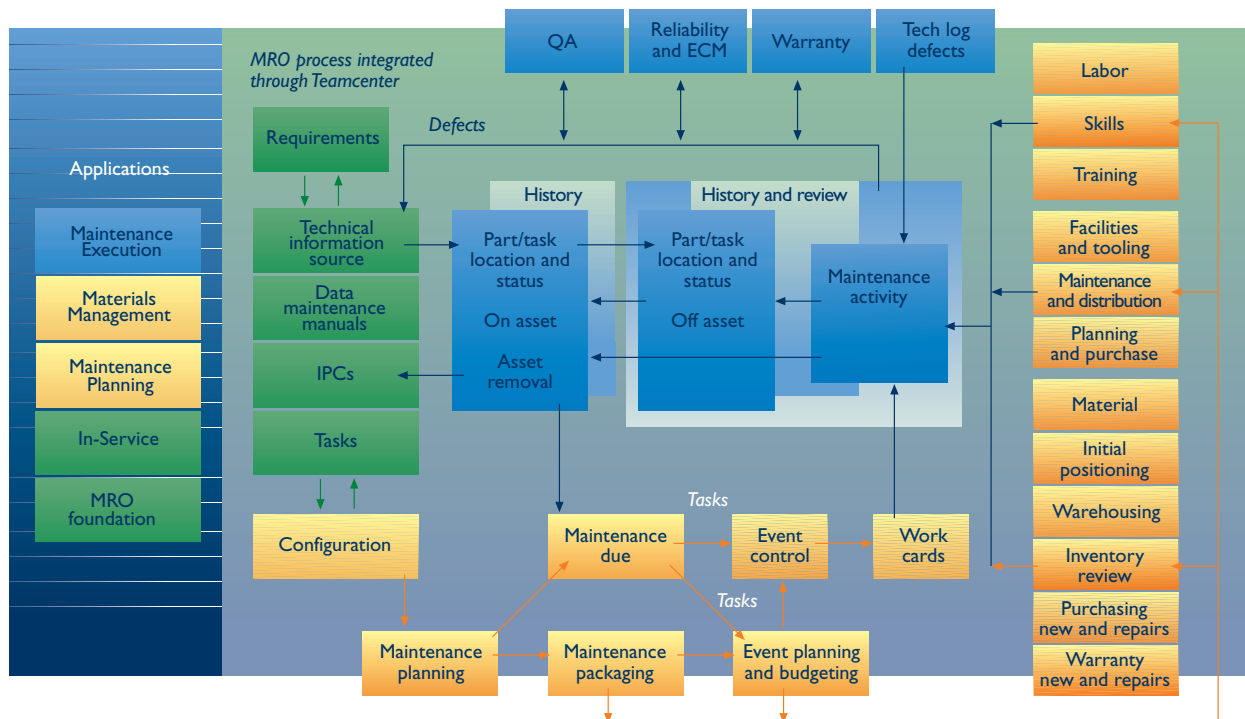 QA
Reliability
and ECM
Warranty
Tech log
defects
MRO process integrated
through Teamcenter
Defects
Applications
Maintenance
Execution
Materials
Management
Maintenance
Planning
In-Service
MRO
foundation
Requirements
Technical
information
source
Data
maintenance
manuals
IPCs
Tasks
Configuration
History
Part/task
location and
status
On asset
Asset
removal
History and review
Part/task
location and
status
Off asset
Maintenance
activity
Tasks
Maintenance
due
Event
control
Work
cards
Tasks
Maintenance
planning
Maintenance
packaging
Event planning
and budgeting
Labor
Skills
Training
Facilities
and tooling
Maintenance
and distribution
Planning
and purchase
Material
Initial
positioning
Warehousing
Inventory
review
Purchasing
new and repairs
Warranty
new and repairs